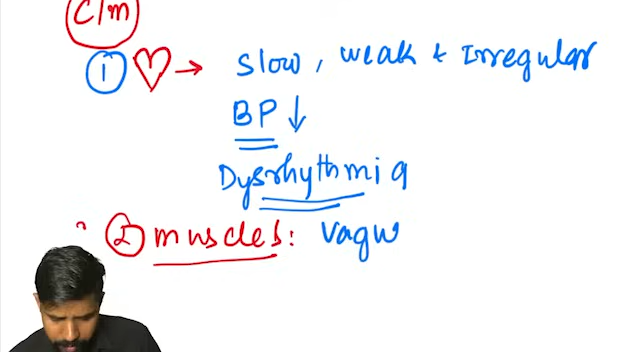 C/m
① ♡ → Slow, weak + Irregular
BP ↓
Dysrhythmia
② muscles: vagu